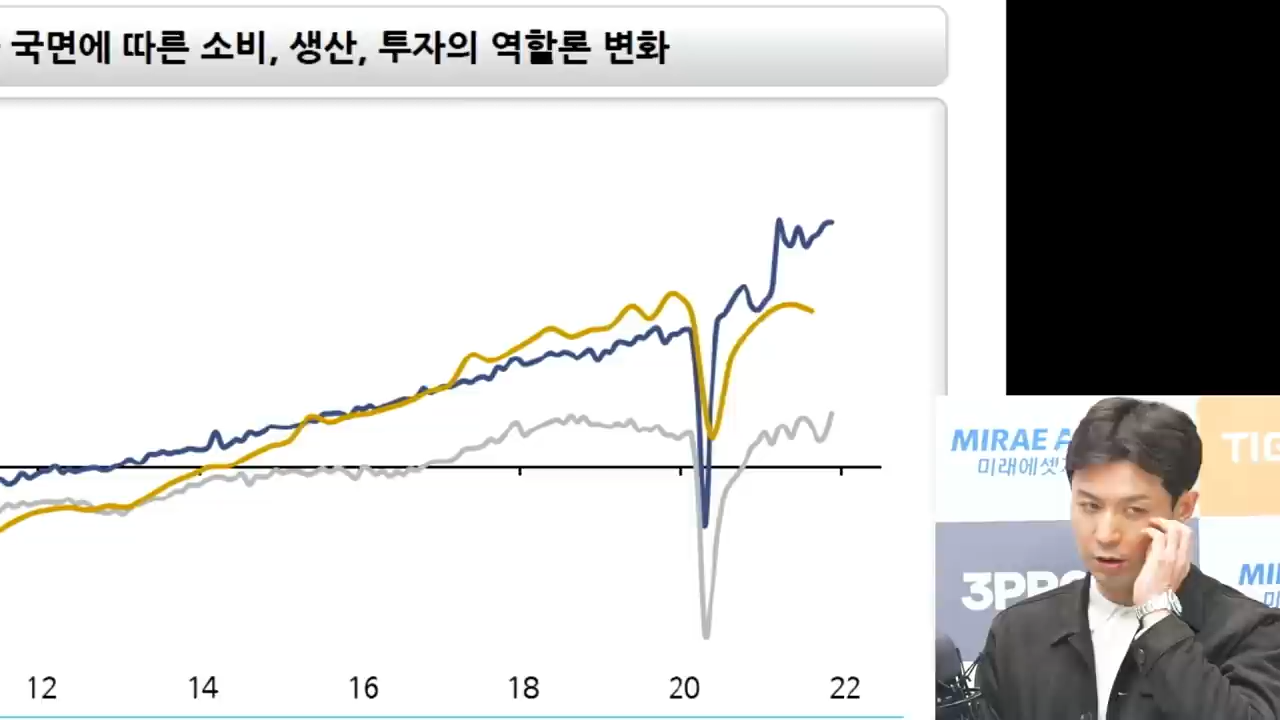 국면에 따른 소비, 생산, 투자의 역할론 변화
12 14 16 18 20 22
MIRAE A
미래에셋
TIG
3PRO
MI